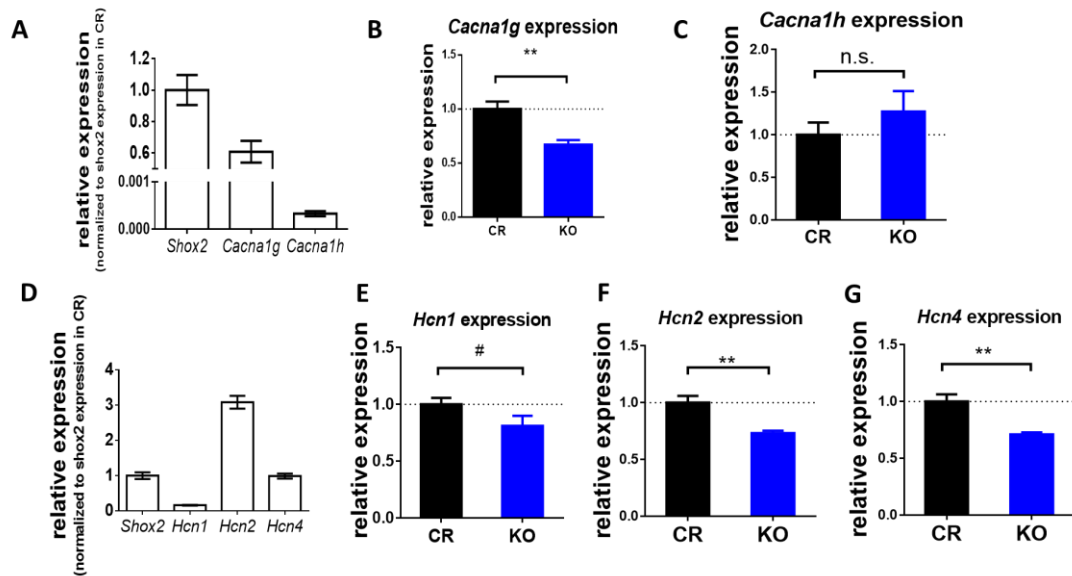 A
relative expression
(normalized to shox2 expression in CR)
1.2
1.0
0.8
0.6
0.001
0.000
Shox2 Cacna1g Cacna1h
B
Cacna1g expression
relative expression
1.5
1.0
0.5
0.0
**
CR KO
C
Cacna1h expression
relative expression
2.0
1.5
1.0
0.5
0.0
n.s.
CR KO
D
relative expression
(normalized to shox2 expression in CR)
4
3
2
1
0
Shox2 Hcn1 Hcn2 Hcn4
E
Hcn1 expression
relative expression
1.5
1.0
0.5
0.0
#
CR KO
F
Hcn2 expression
relative expression
1.5
1.0
0.5
0.0
**
CR KO
G
Hcn4 expression
relative expression
1.5
1.0
0.5
0.0
**
CR KO